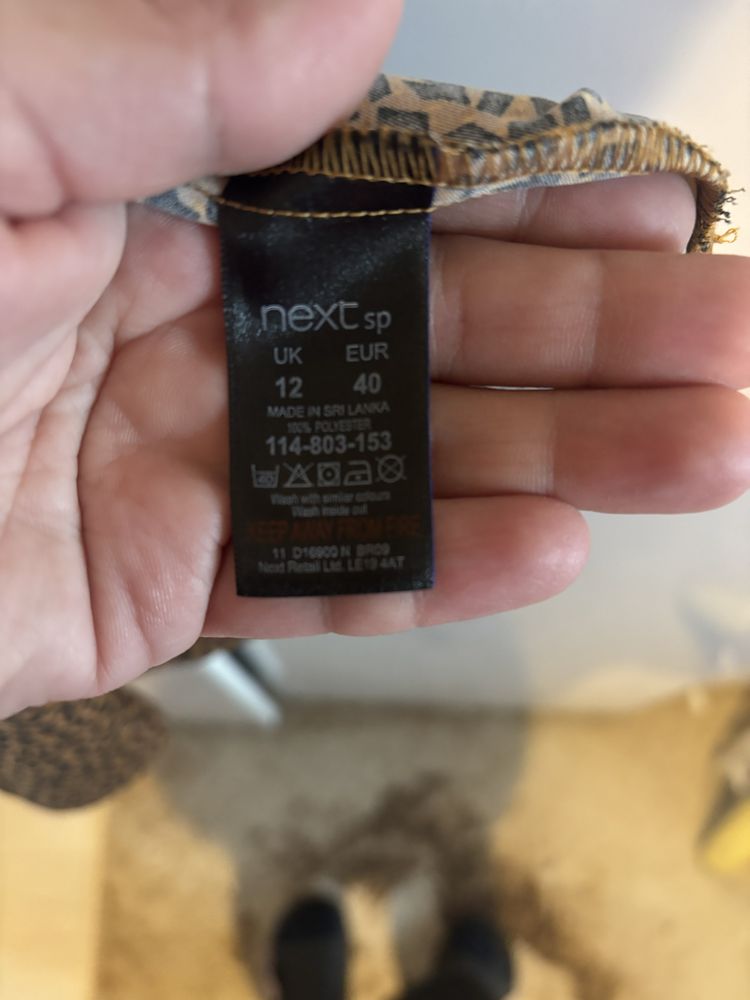 next sp
UK EUR
12 40
MADE IN SRI LANKA
100% POLYESTER
114-803-153
40
Wash with similar colours
Wash inside out
KEEP AWAY FROM FIRE
11 D16900 N BR09
Next Retail Ltd. LE19 4AT